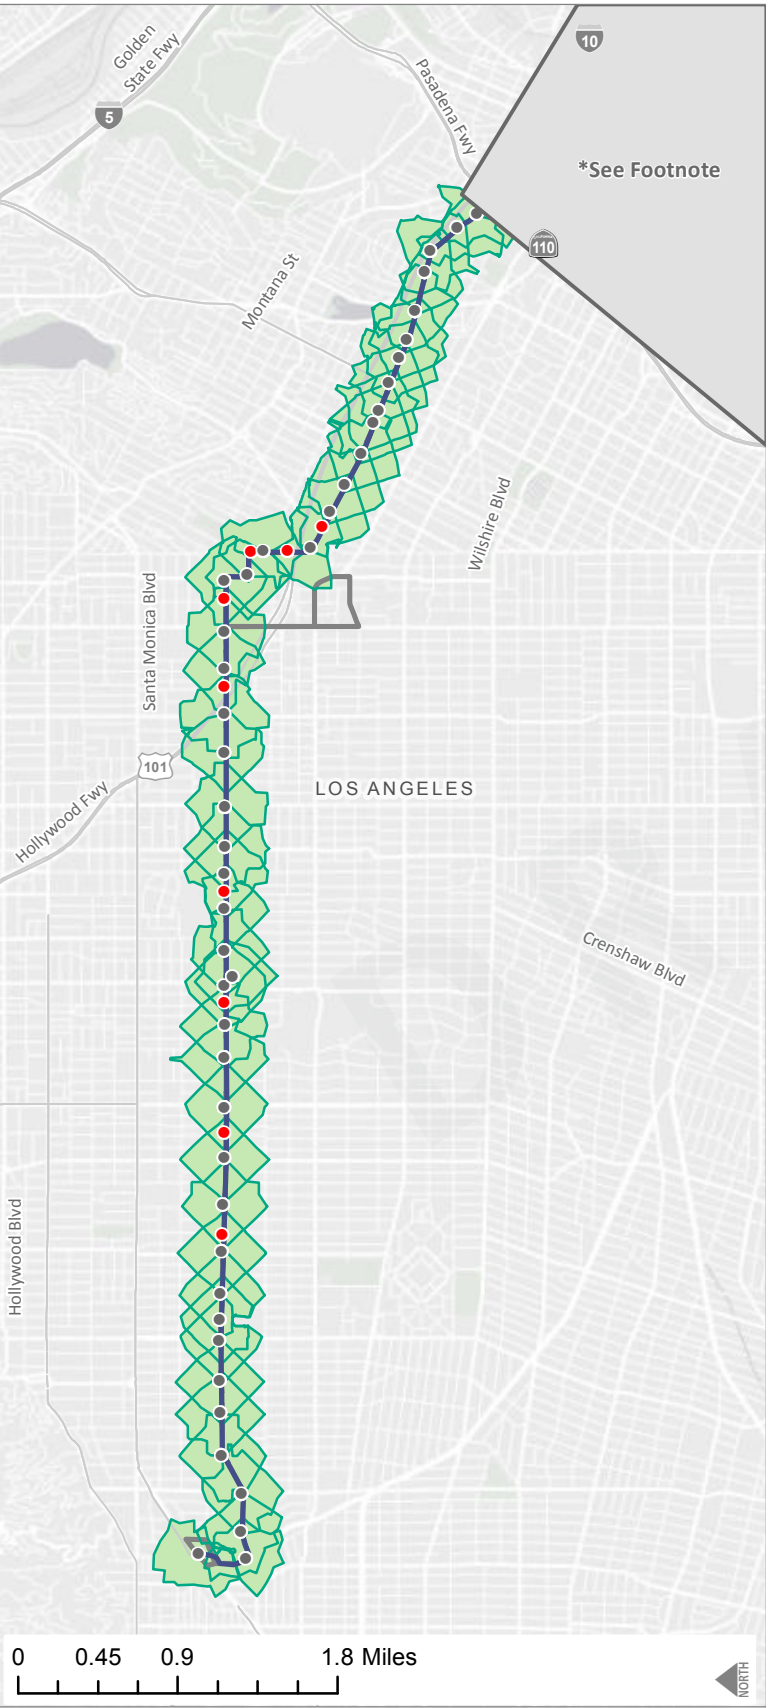 Golden
State Fwy
10
Pasadena Fwy
5
*See Footnote
CALIFORNIA
110
Montana St
Wilshire Blvd
Santa Monica Blvd
101
LOS ANGELES
Hollywood Fwy
Crenshaw Blvd
Hollywood Blvd
0 0.45 0.9 1.8 Miles
NORTH